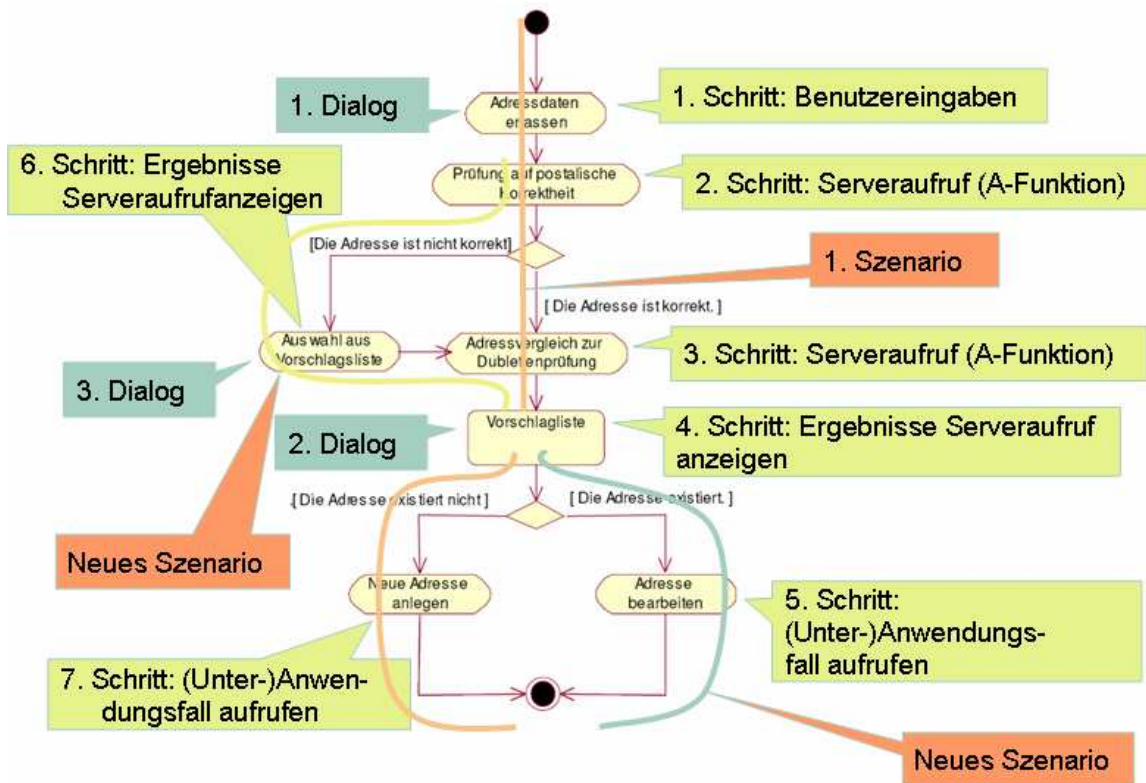 1. Dialog
Adressdaten
erfassen
1. Schritt: Benutzereingaben
6. Schritt: Ergebnisse
Serveraufrufanzeigen
Prüfung auf postalische
Korrektheit
2. Schritt: Serveraufruf (A-Funktion)
[Die Adresse ist nicht korrekt]
1. Szenario
[ Die Adresse ist korrekt. ]
Auswahl aus
Vorschlagsliste
Adressvergleich zur
Dublettenprüfung
3. Schritt: Serveraufruf (A-Funktion)
3. Dialog
2. Dialog
Vorschlagliste
4. Schritt: Ergebnisse Serveraufruf
anzeigen
.[ Die Adresse existiert nicht ]
[ Die Adresse existiert. ]
Neues Szenario
Neue Adresse
anlegen
Adresse
bearbeiten
5. Schritt:
(Unter-)Anwendungs-
fall aufrufen
7. Schritt: (Unter-)Anwen-
dungsfall aufrufen
Neues Szenario